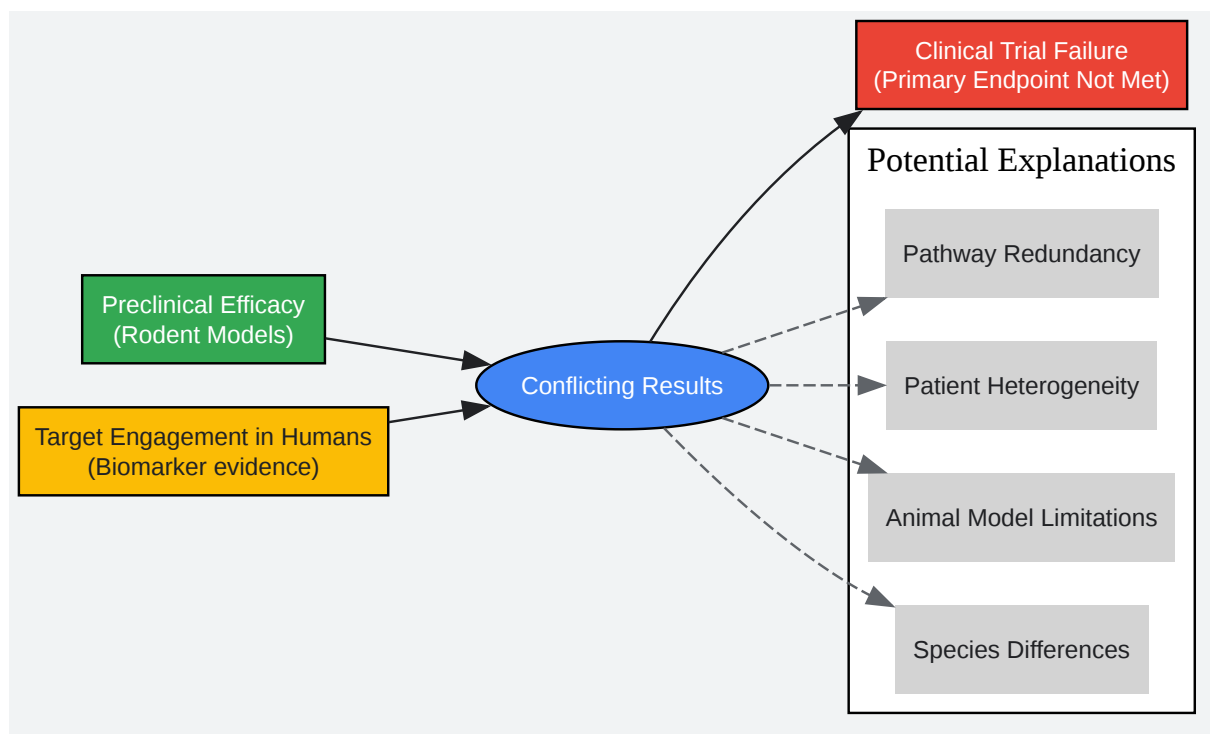 Clinical Trial Failure
(Primary Endpoint Not Met)
Potential Explanations
Pathway Redundancy
Preclinical Efficacy
(Rodent Models)
Conflicting Results
Patient Heterogeneity
Target Engagement in Humans
(Biomarker evidence)
Animal Model Limitations
Species Differences